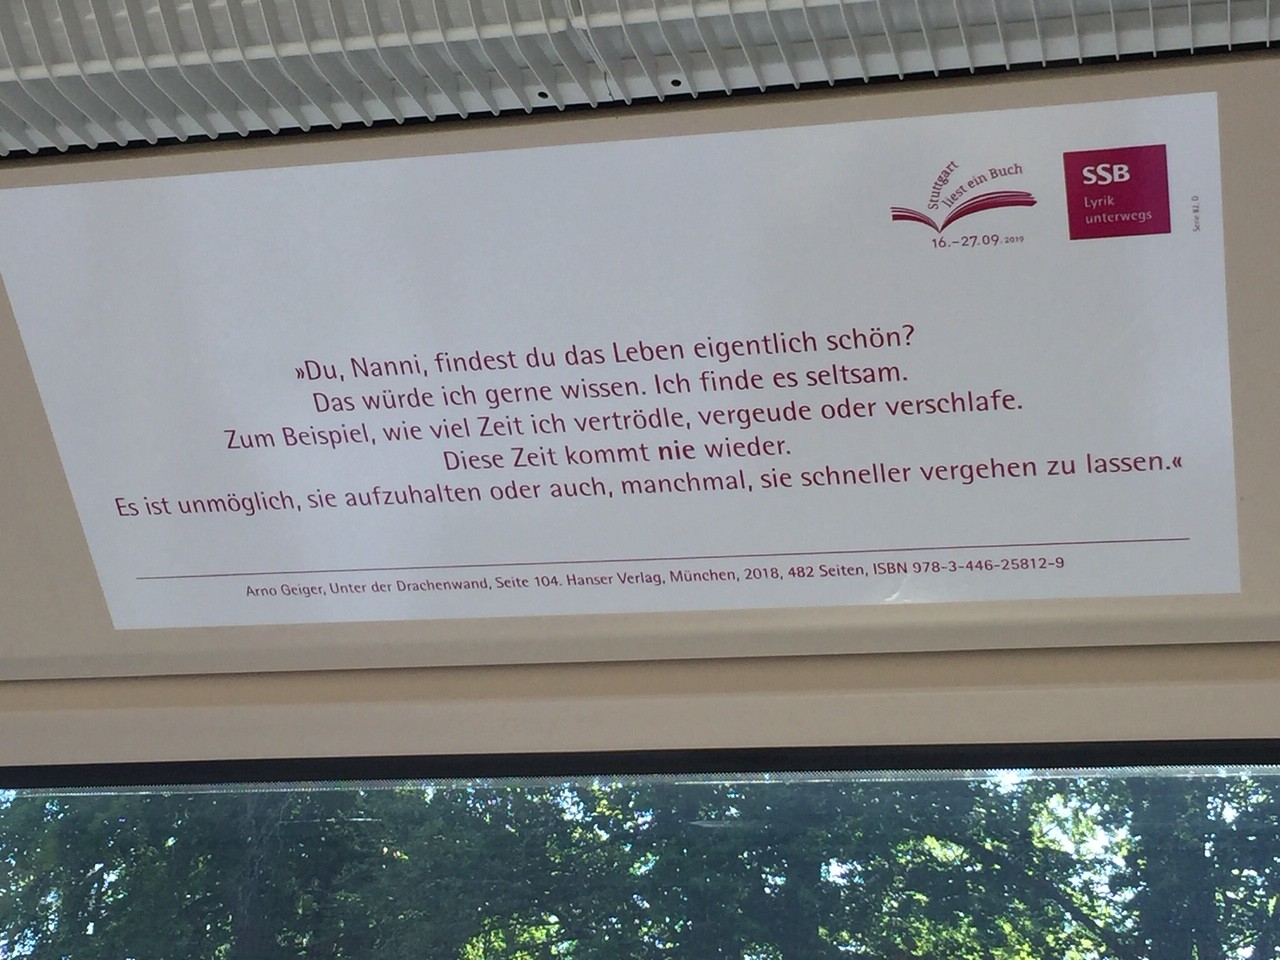 Stuttgart
liest ein Buch
16.–27.09.2019
SSB
Lyrik
unterwegs
»Du, Nanni, findest du das Leben eigentlich schön?
Das würde ich gerne wissen. Ich finde es seltsam.
Zum Beispiel, wie viel Zeit ich vertrödle, vergeude oder verschlafe.
Diese Zeit kommt nie wieder.
Es ist unmöglich, sie aufzuhalten oder auch, manchmal, sie schneller vergehen zu lassen.«
Arno Geiger, Unter der Drachenwand, Seite 104. Hanser Verlag, München, 2018, 482 Seiten, ISBN 978-3-446-25812-9